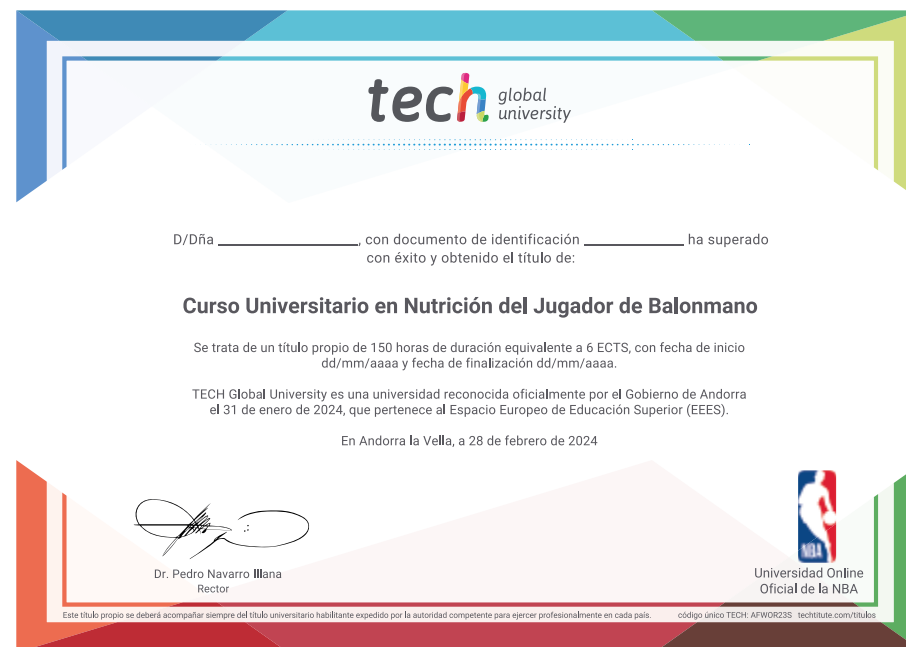 tech global
university
D/Dña ____________________, con documento de identificación ______________ ha superado
con éxito y obtenido el título de:
Curso Universitario en Nutrición del Jugador de Balonmano
Se trata de un título propio de 150 horas de duración equivalente a 6 ECTS, con fecha de inicio
dd/mm/aaaa y fecha de finalización dd/mm/aaaa.
TECH Global University es una universidad reconocida oficialmente por el Gobierno de Andorra
el 31 de enero de 2024, que pertenece al Espacio Europeo de Educación Superior (EEES).
En Andorra la Vella, a 28 de febrero de 2024
Dr. Pedro Navarro Illana
Rector
NBA
Universidad Online
Oficial de la NBA
Este título propio se deberá acompañar siempre del título universitario habilitante expedido por la autoridad competente para ejercer profesionalmente en cada país.
código único TECH: AFWOR23S techtitute.com/titulos